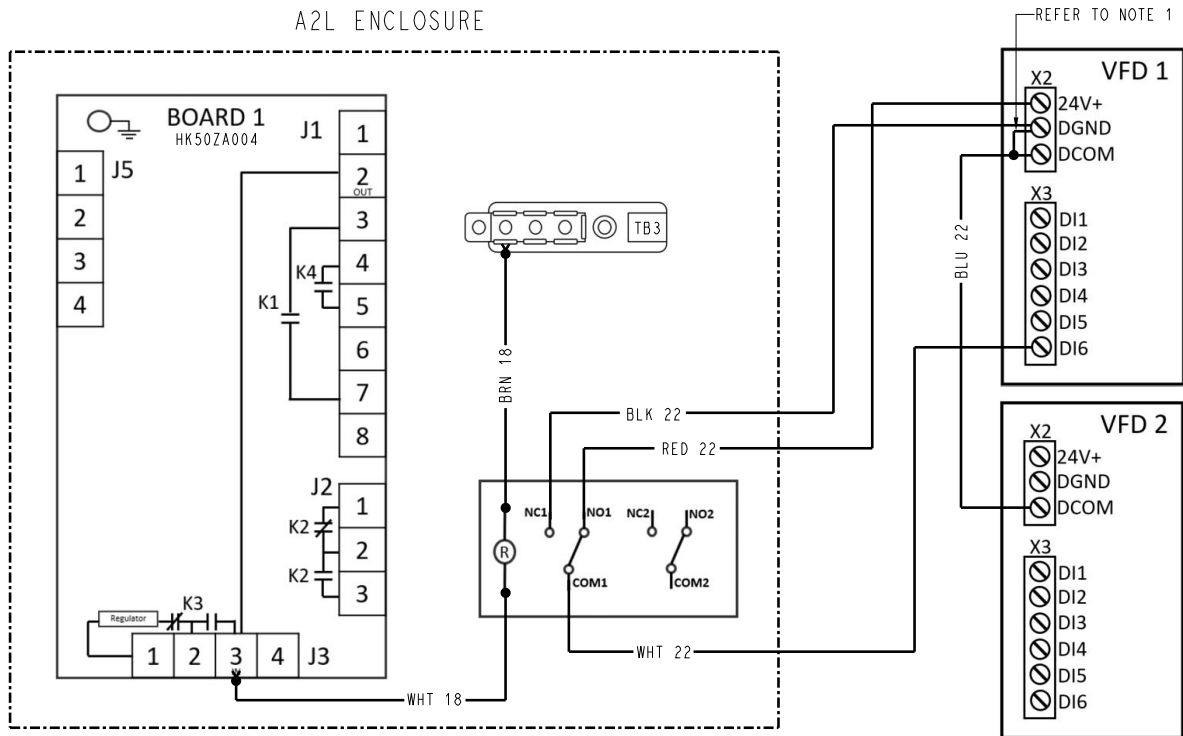 A2L ENCLOSURE
REFER TO NOTE 1
BOARD 1
HK50ZA004
J1
1
2
OUT
3
4
5
6
7
8
J5
1
2
3
4
K4
K1
J2
1
2
3
K2
K2
Regulator
K3
1
2
3
4
J3
TB3
BRN 18
WHT 18
NC1
NO1
NC2
NO2
R
COM1
COM2
BLK 22
RED 22
WHT 22
BLU 22
VFD 1
X2
24V+
DGND
DCOM
X3
DI1
DI2
DI3
DI4
DI5
DI6
VFD 2
X2
24V+
DGND
DCOM
X3
DI1
DI2
DI3
DI4
DI5
DI6